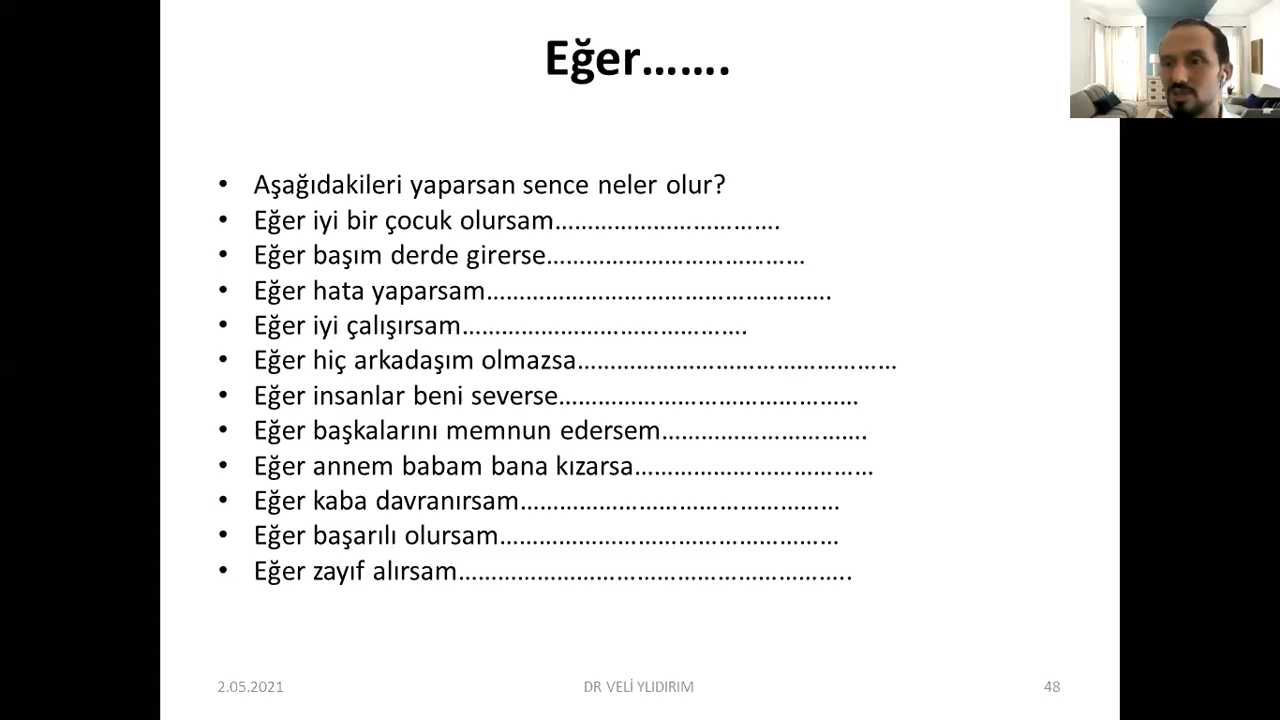 Eğer.......
• Aşağıdakileri yaparsan sence neler olur?
• Eğer iyi bir çocuk olursam……………………………….
• Eğer başım derde girerse…………………………………
• Eğer hata yaparsam…………………………………………….
• Eğer iyi çalışırsam…………………………………….
• Eğer hiç arkadaşım olmazsa…………………………………………
• Eğer insanlar beni severse………………………………………
• Eğer başkalarını memnun edersem………………………….
• Eğer annem babam bana kızarsa………………………………
• Eğer kaba davranırsam…………………………………………
• Eğer başarılı olursam……………………………………………
• Eğer zayıf alırsam…………………………………………………..
2.05.2021
DR VELİ YLIDIRIM
48